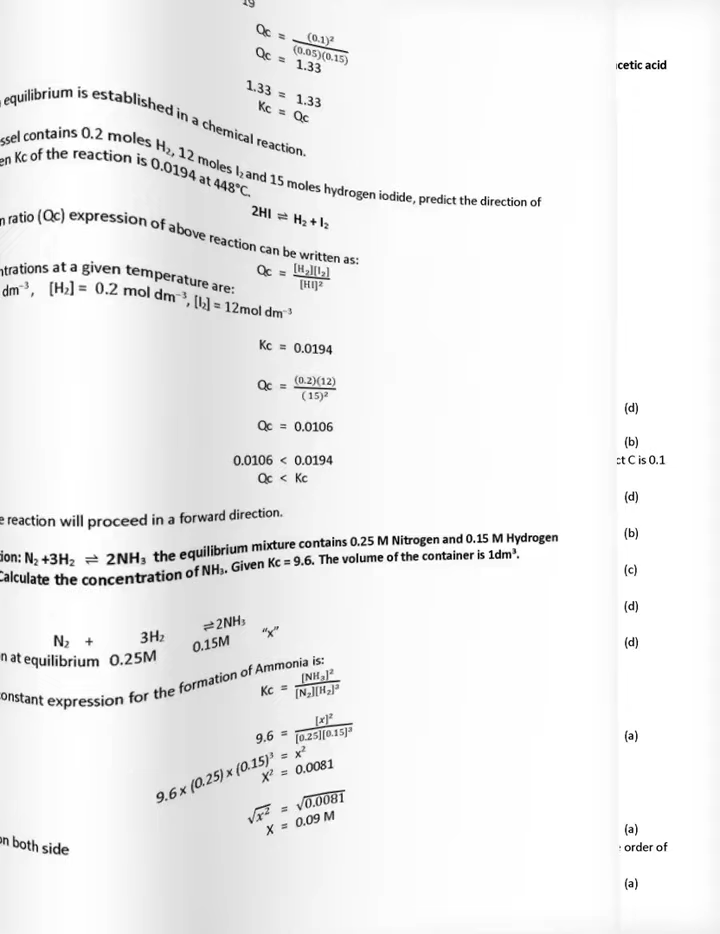 19
Qc = (0.1)² / (0.05)(0.15)
Qc = 1.33
1.33 = 1.33
Kc = Qc
equilibrium is established in a chemical reaction.
contains 0.2 moles H₂, 12 moles I₂ and 15 moles hydrogen iodide, predict the direction of
Kc of the reaction is 0.0194 at 448°C.
2HI ⇌ H₂ + I₂
ratio (Qc) expression of above reaction can be written as:
Qc = [H₂][I₂] / [HI]²
at a given temperature are:
dm⁻³, [H₂] = 0.2 mol dm⁻³, [I₂] = 12mol dm⁻³
Kc = 0.0194
Qc = (0.2)(12) / (15)²
Qc = 0.0106
0.0106 < 0.0194
Qc < Kc
reaction will proceed in a forward direction.
N₂ +3H₂ ⇌ 2NH₃ the equilibrium mixture contains 0.25 M Nitrogen and 0.15 M Hydrogen
Calculate the concentration of NH₃. Given Kc = 9.6. The volume of the container is 1dm³.
N₂ + 3H₂ ⇌2NH₃
at equilibrium 0.25M 0.15M "x"
expression for the formation of Ammonia is:
Kc = [NH₃]² / [N₂][H₂]³
9.6 = [x]² / [0.25][0.15]³
9.6 x (0.25) x (0.15)³ = x²
X² = 0.0081
√x² = √0.0081
X = 0.09 M
both side
acid
(d)
(b)
C is 0.1
(d)
(b)
(c)
(d)
(d)
(a)
(a)
order of
(a)